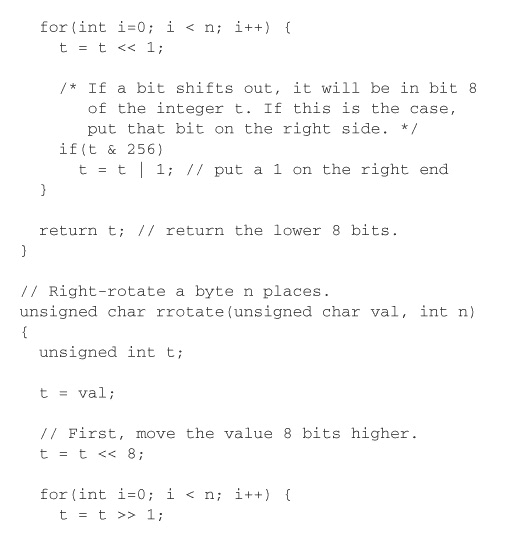 for(int i=0; i < n; i++) {
t = t << 1;
/* If a bit shifts out, it will be in bit 8
of the integer t. If this is the case,
put that bit on the right side. */
if(t & 256)
t = t | 1; // put a 1 on the right end
}
return t; // return the lower 8 bits.
}
// Right-rotate a byte n places.
unsigned char rrotate(unsigned char val, int n)
{
unsigned int t;
t = val;
// First, move the value 8 bits higher.
t = t << 8;
for(int i=0; i < n; i++) {
t = t >> 1;